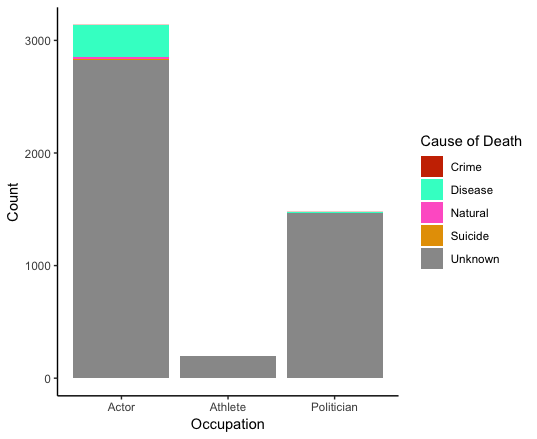 3000
2000
1000
0
Count
Actor
Athlete
Politician
Occupation
Cause of Death
Crime
Disease
Natural
Suicide
Unknown